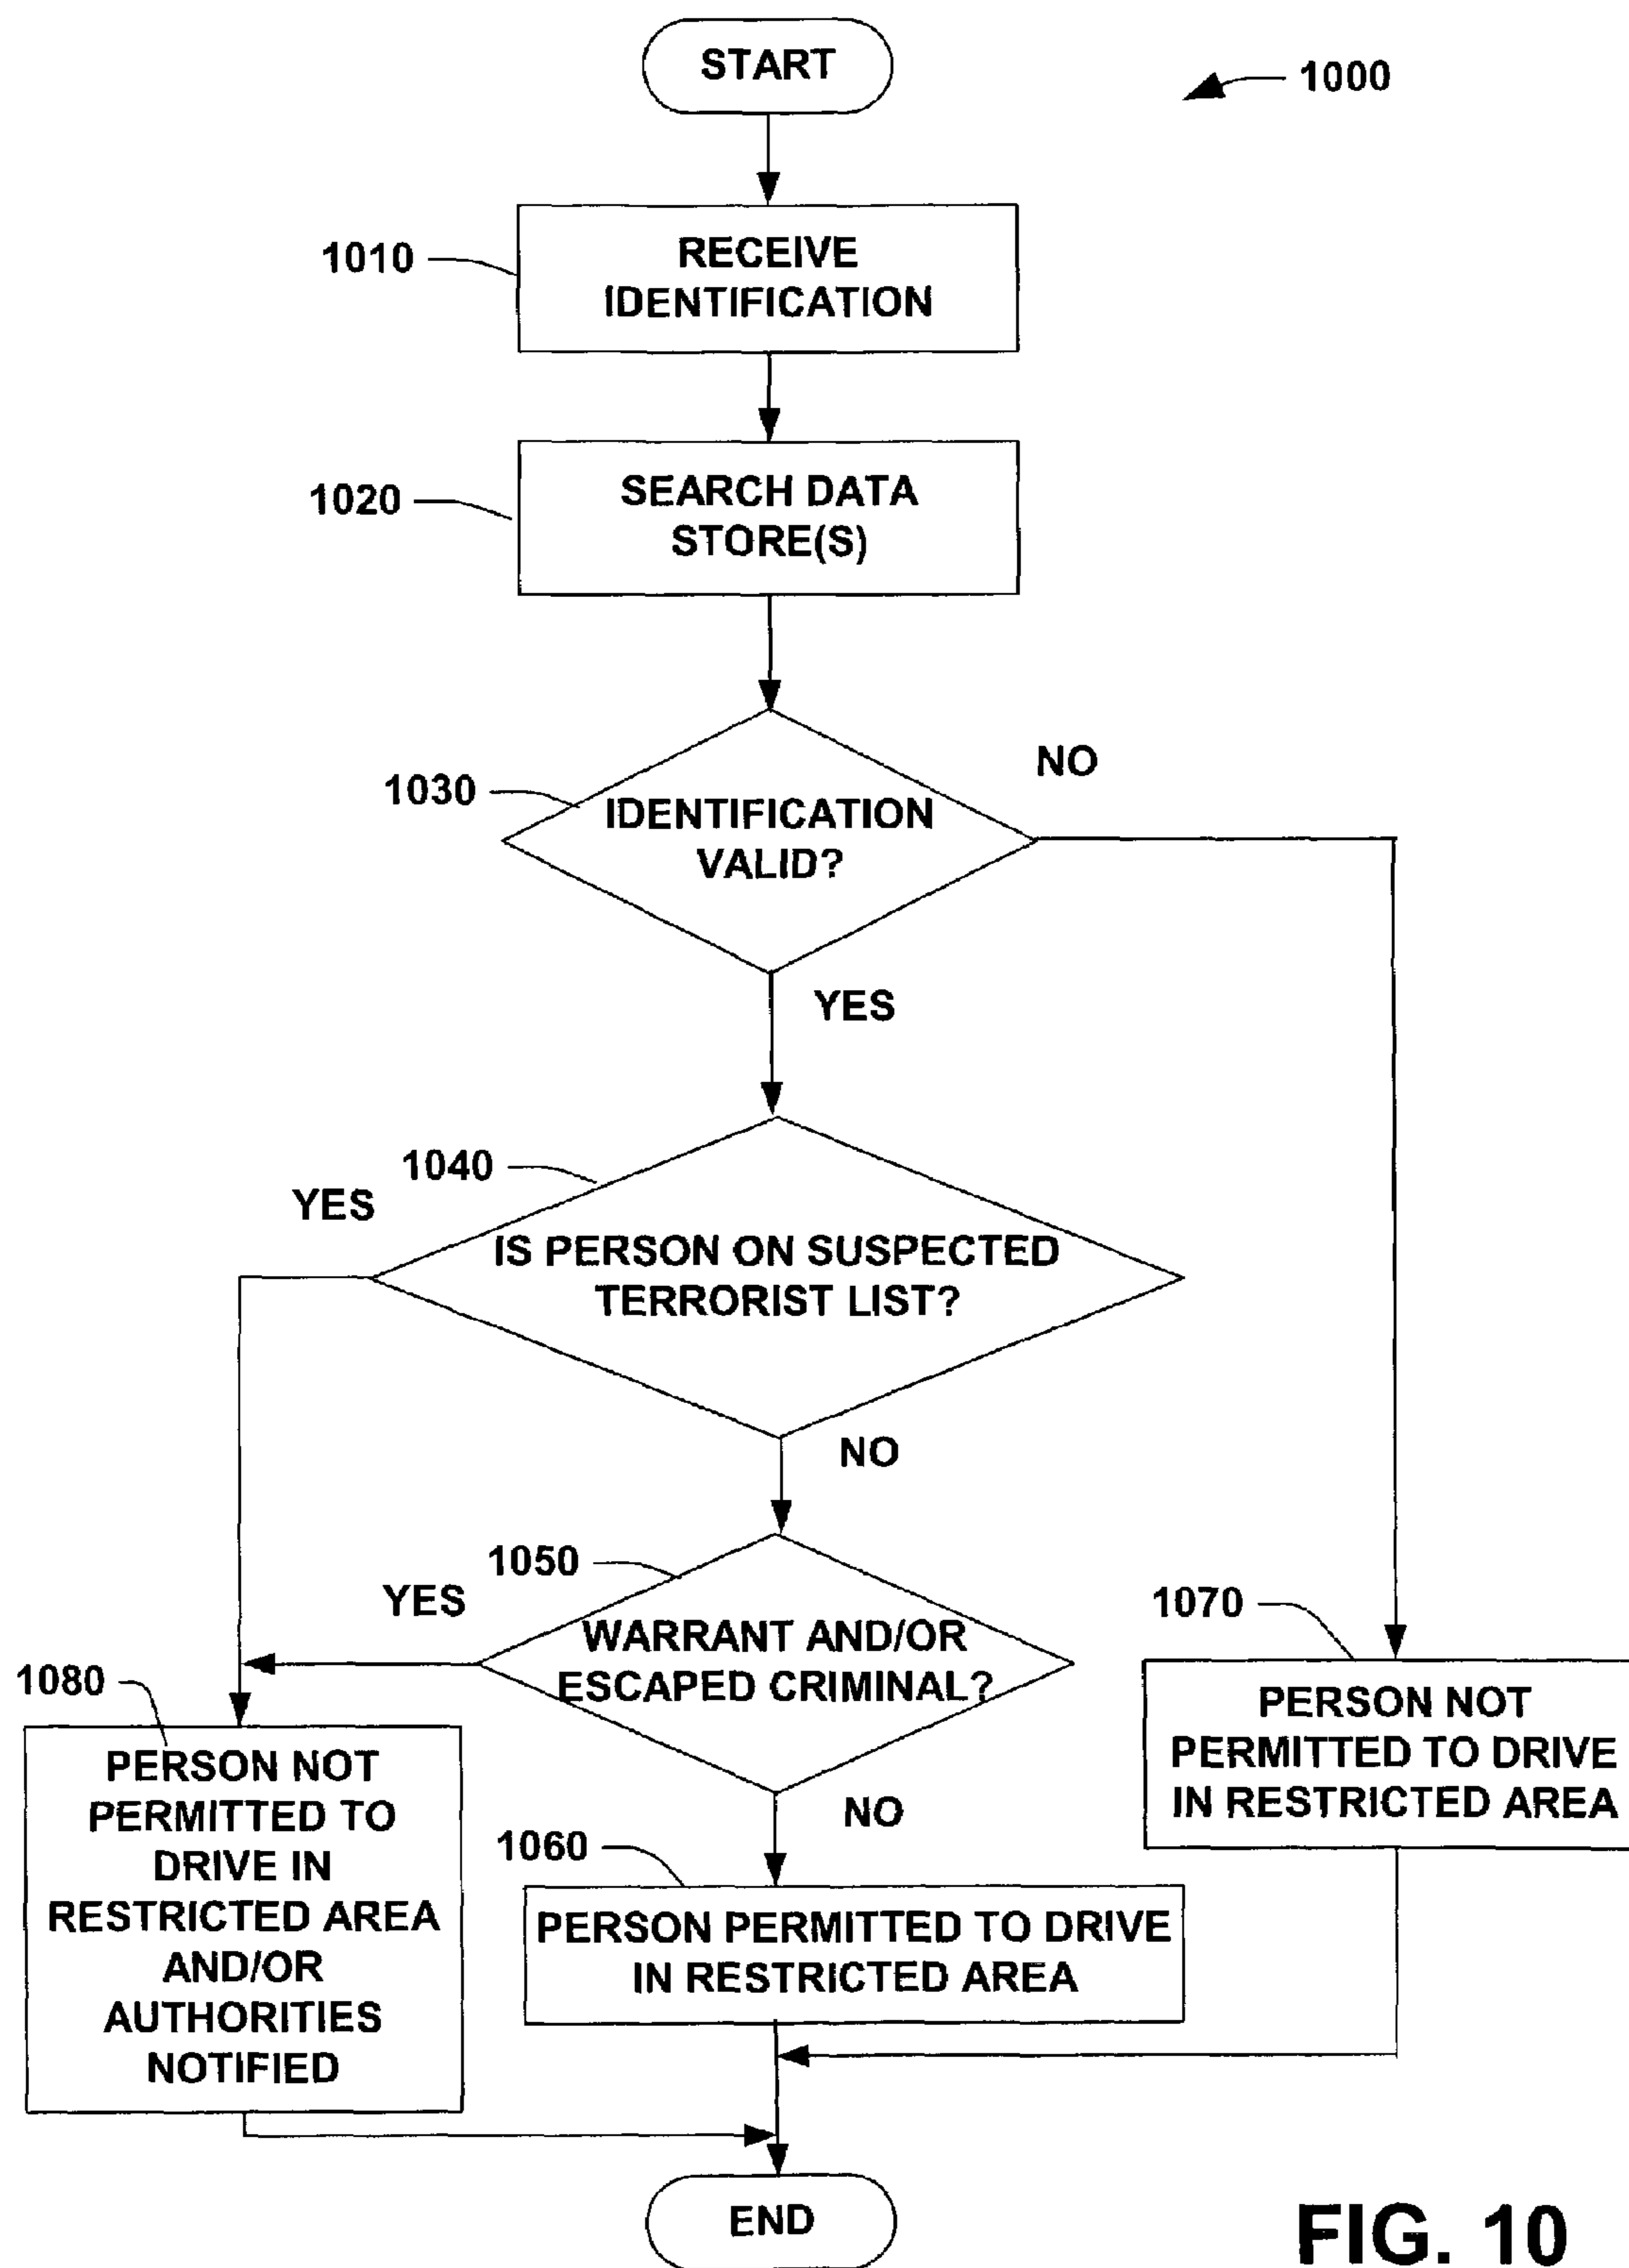 START
1000
1010
RECEIVE
IDENTIFICATION
1020
SEARCH DATA
STORE(S)
1030
IDENTIFICATION
VALID?
NO
YES
1040
YES
IS PERSON ON SUSPECTED
TERRORIST LIST?
NO
1050
YES
WARRANT AND/OR
ESCAPED CRIMINAL?
NO
1070
PERSON NOT
PERMITTED TO DRIVE
IN RESTRICTED AREA
1080
PERSON NOT
PERMITTED TO
DRIVE IN
RESTRICTED AREA
AND/OR
AUTHORITIES
NOTIFIED
1060
PERSON PERMITTED TO DRIVE
IN RESTRICTED AREA
END
FIG. 10